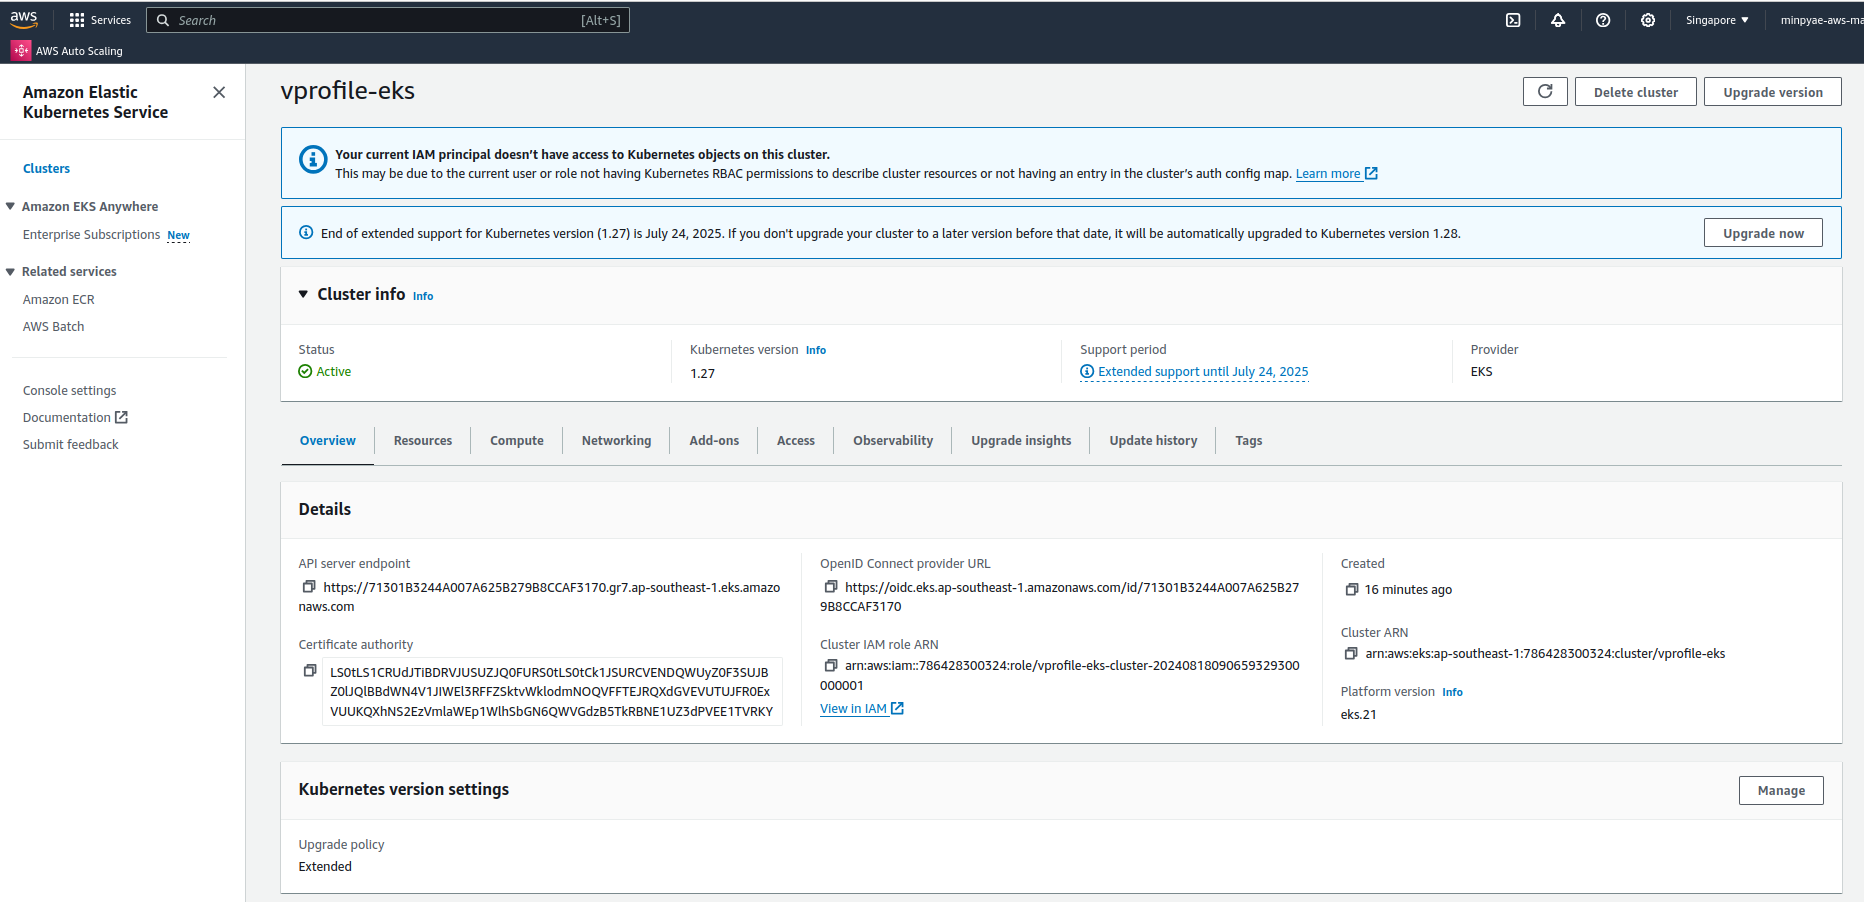 aws
Services
Search
[Alt+S]
Singapore ▼
minpyae-aws-ma
AWS Auto Scaling
Amazon Elastic
Kubernetes Service
Clusters
Amazon EKS Anywhere
Enterprise Subscriptions New
Related services
Amazon ECR
AWS Batch
Console settings
Documentation
Submit feedback
vprofile-eks
Delete cluster
Upgrade version
Your current IAM principal doesn't have access to Kubernetes objects on this cluster.
This may be due to the current user or role not having Kubernetes RBAC permissions to describe cluster resources or not having an entry in the cluster's auth config map. Learn more
End of extended support for Kubernetes version (1.27) is July 24, 2025. If you don't upgrade your cluster to a later version before that date, it will be automatically upgraded to Kubernetes version 1.28.
Upgrade now
Cluster info Info
Status
Active
Kubernetes version Info
1.27
Support period
Extended support until July 24, 2025
Provider
EKS
Overview
Resources
Compute
Networking
Add-ons
Access
Observability
Upgrade insights
Update history
Tags
Details
API server endpoint
https://71301B3244A007A625B279B8CCAF3170.gr7.ap-southeast-1.eks.amazo
naws.com
Certificate authority
LS0tLS1CRUdJTiBDRVJUSUZJQ0FURS0tLS0tCk1JSURCVENDQWUyZ0F3SUJB
Z0lJQlBBdWN4V1JIWEl3RFFZSktvWklodmNOQVFFTEJRQXdGVEVUTUJFR0Ex
VUUKQXhNS2EzVmlaWEp1WlhSbGN6QWVGdzB5TkRBNE1UZ3dPVEE1TVRKY
OpenID Connect provider URL
https://oidc.eks.ap-southeast-1.amazonaws.com/id/71301B3244A007A625B27
9B8CCAF3170
Cluster IAM role ARN
arn:aws:iam::786428300324:role/vprofile-eks-cluster-20240818090659329300
000001
View in IAM
Created
16 minutes ago
Cluster ARN
arn:aws:eks:ap-southeast-1:786428300324:cluster/vprofile-eks
Platform version Info
eks.21
Kubernetes version settings
Manage
Upgrade policy
Extended